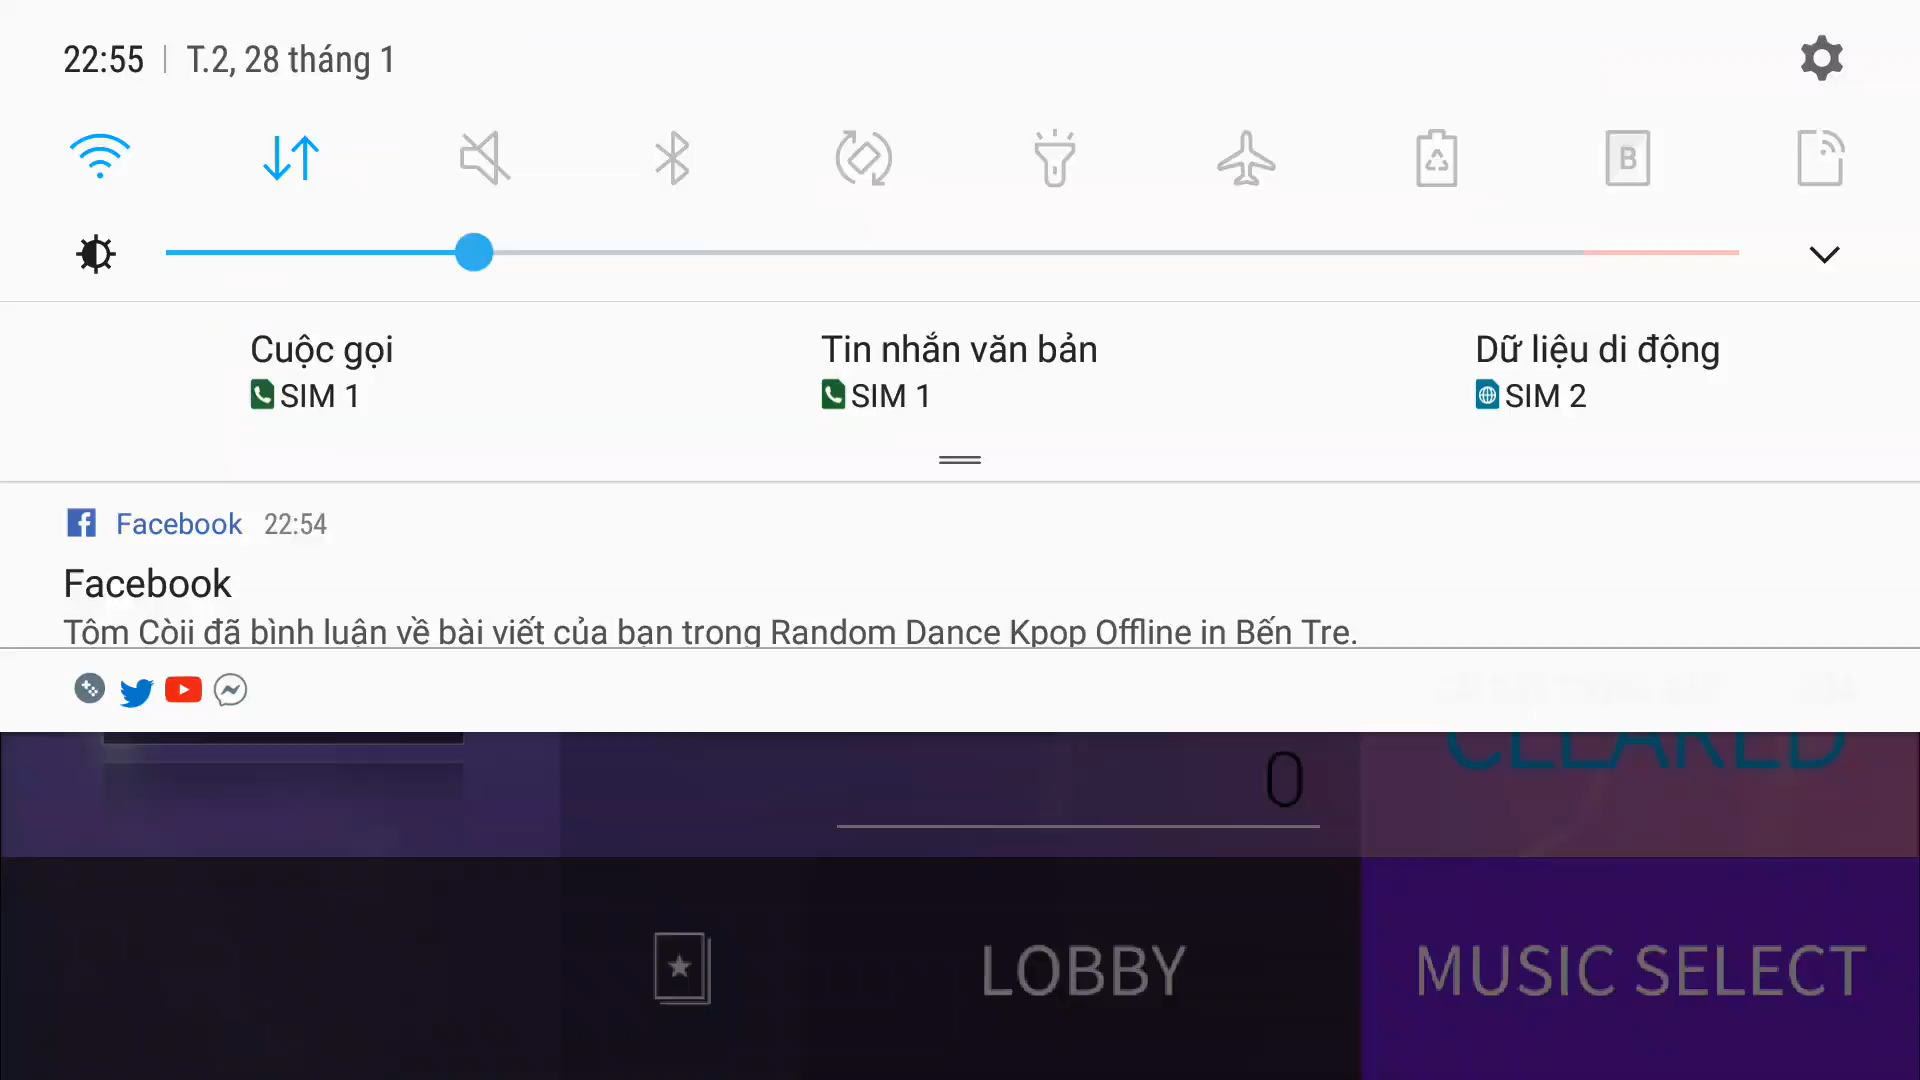 22:55 | T.2, 28 tháng 1
B
Cuộc gọi
SIM 1
Tin nhắn văn bản
SIM 1
Dữ liệu di động
SIM 2
Facebook 22:54
Facebook
Tôm Còii đã bình luận về bài viết của bạn trong Random Dance Kpop Offline in Bến Tre.
CLEARED
0
LOBBY
MUSIC SELECT